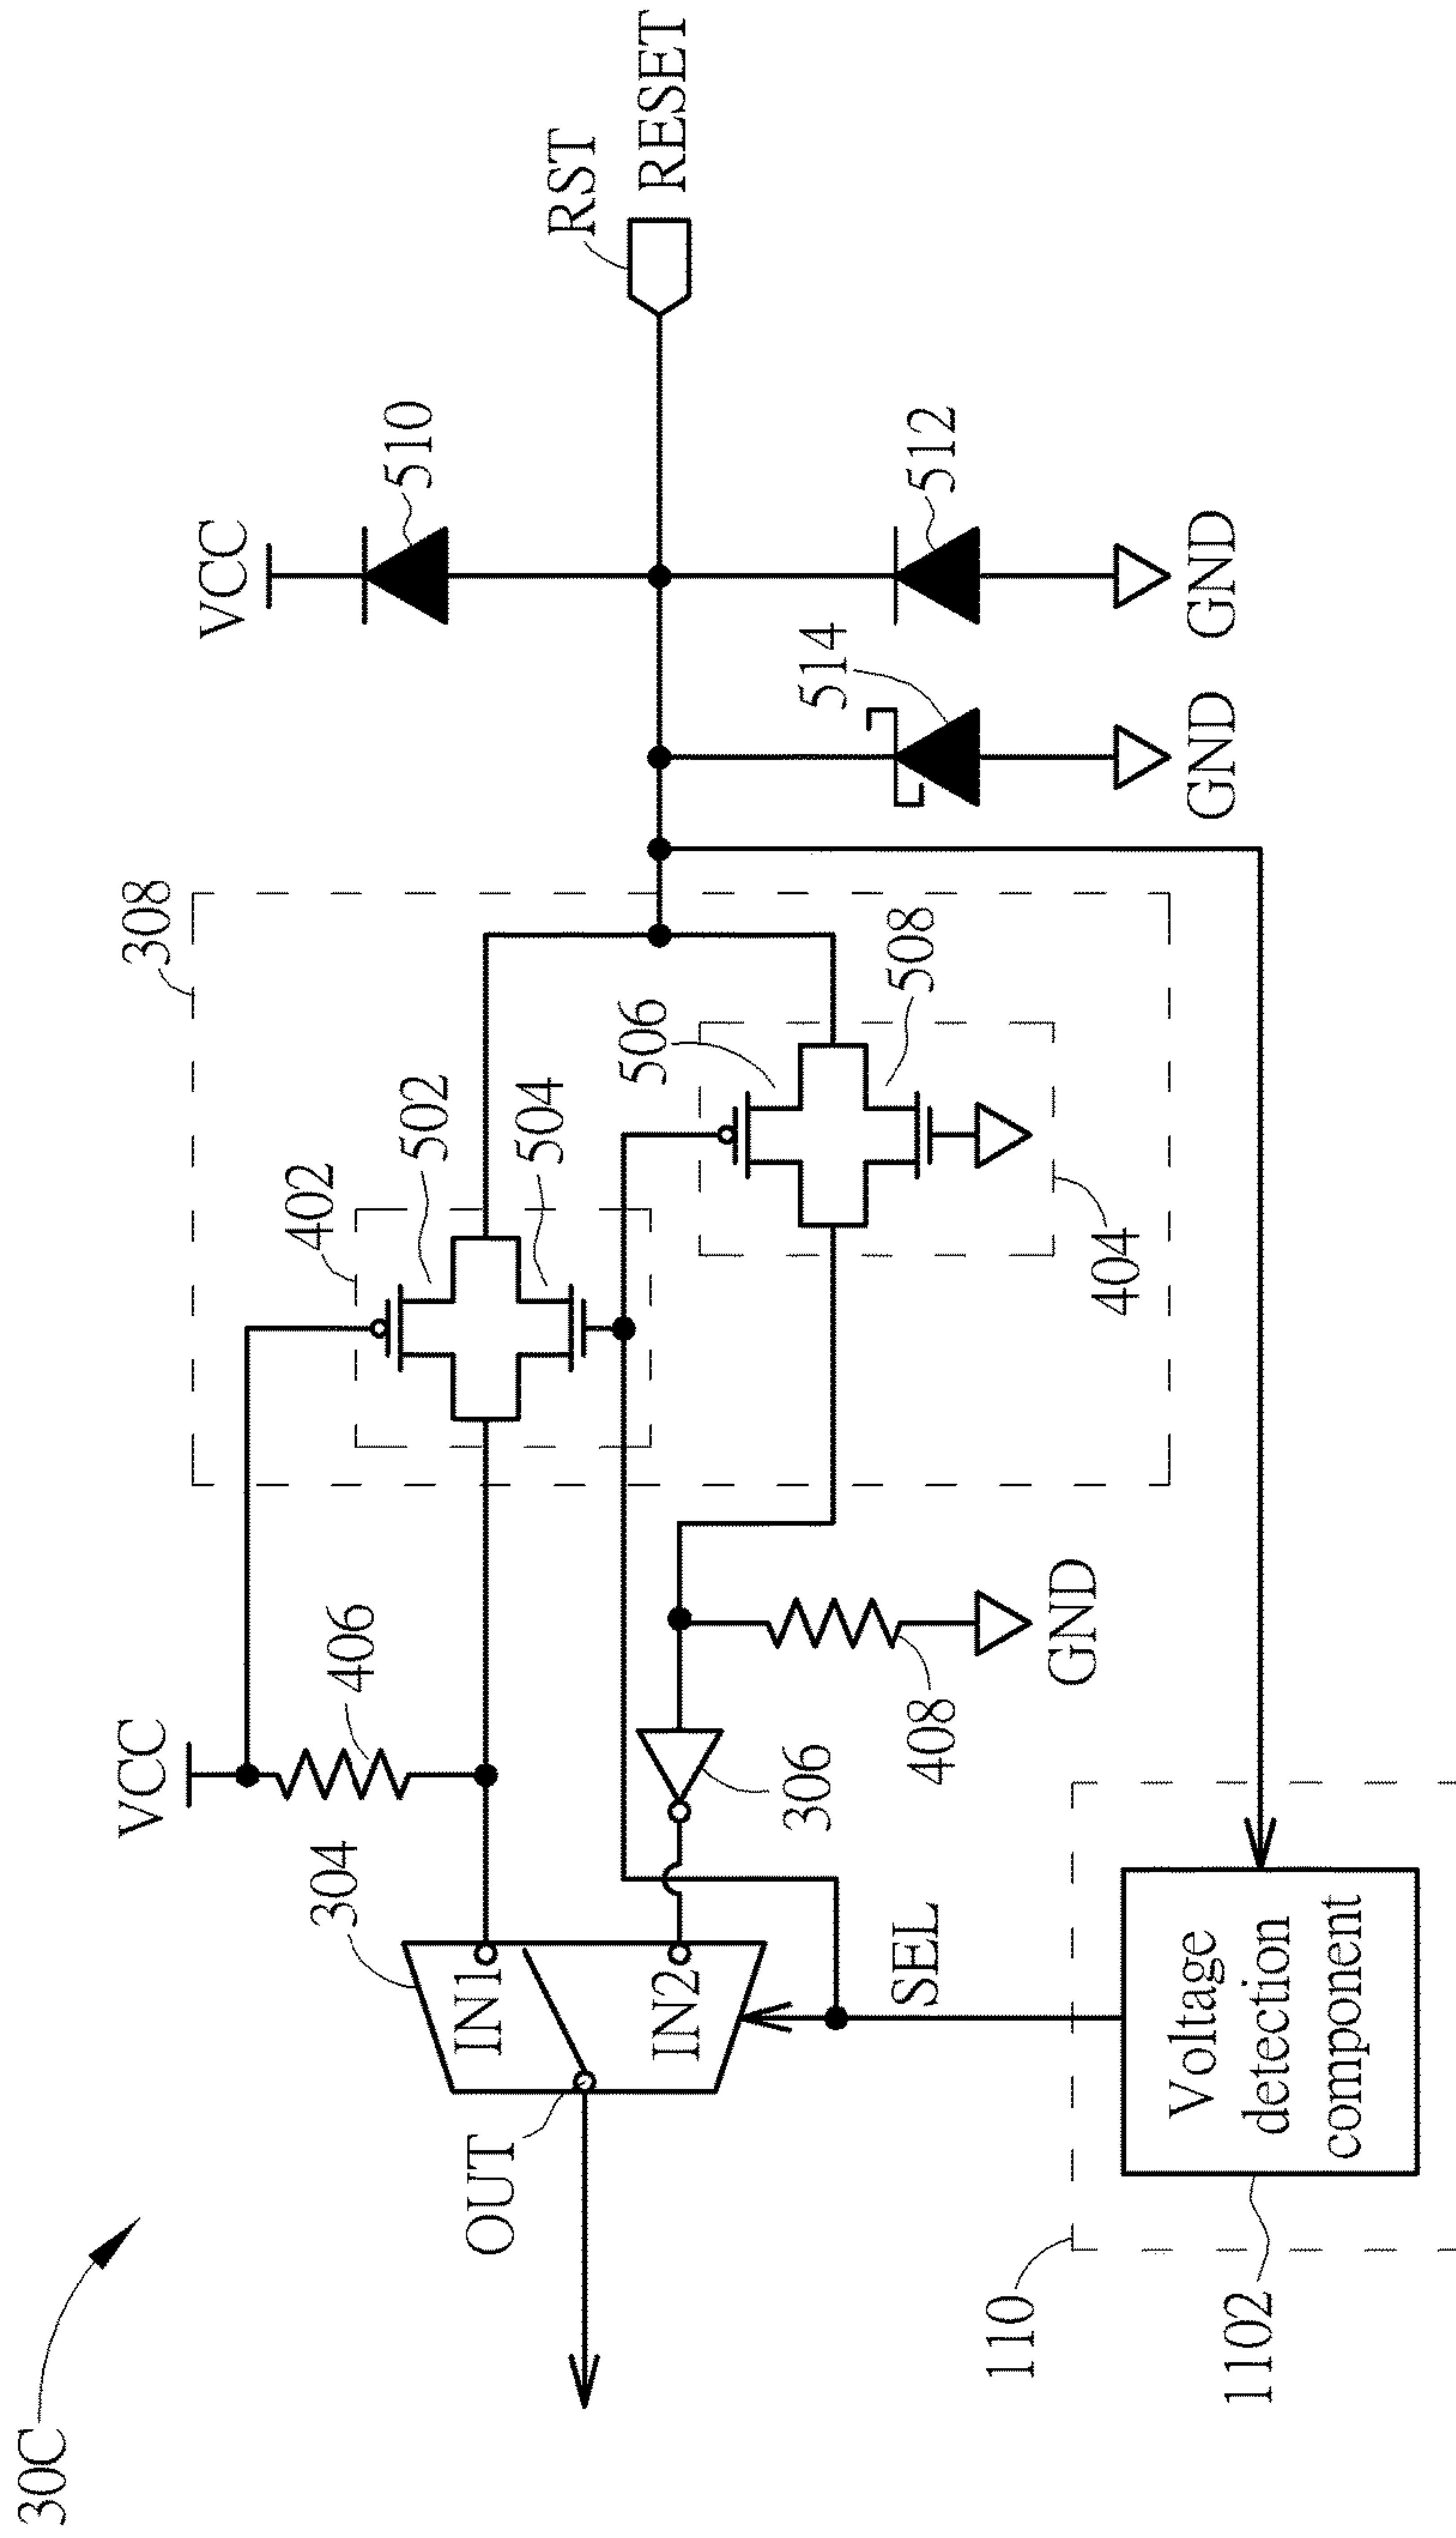 30C
VCC
406
304
IN1
IN2
OUT
SEL
306
408
GND
308
402
502
504
506
508
404
VCC
510
RST
RESET
512
514
GND
GND
110
1102
Voltage
detection
component